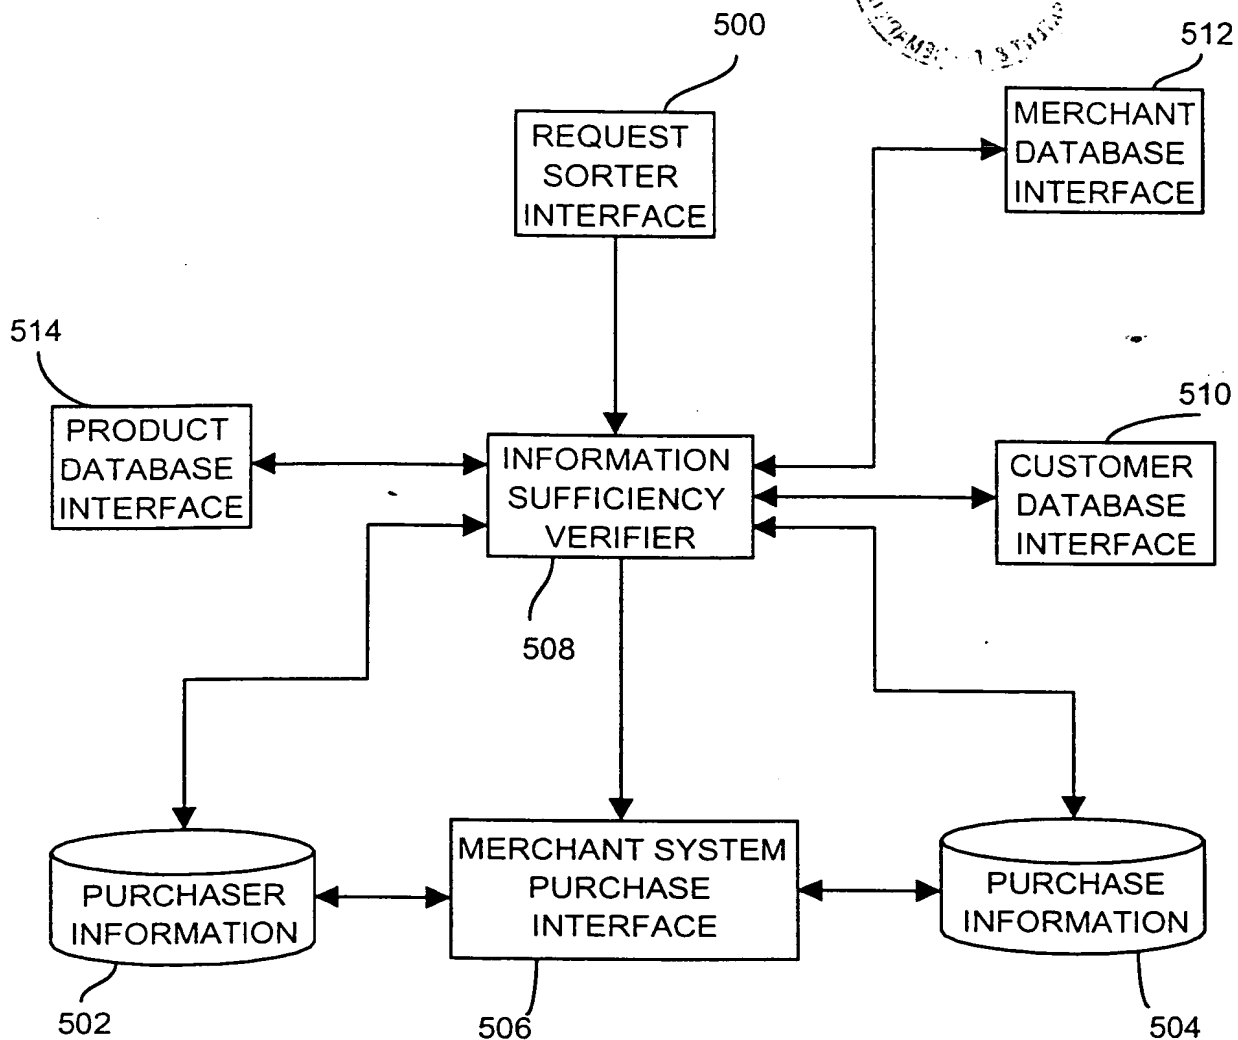 500
512
REQUEST
SORTER
INTERFACE
MERCHANT
DATABASE
INTERFACE
514
510
PRODUCT
DATABASE
INTERFACE
INFORMATION
SUFFICIENCY
VERIFIER
CUSTOMER
DATABASE
INTERFACE
508
PURCHASER
INFORMATION
MERCHANT SYSTEM
PURCHASE
INTERFACE
PURCHASE
INFORMATION
502
506
504